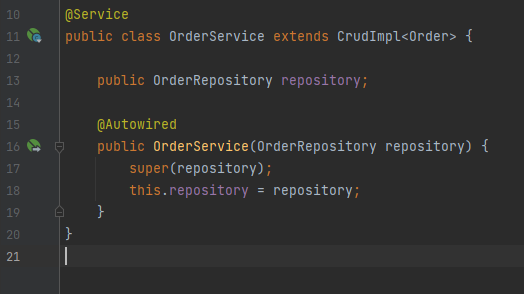 10 @Service
11 public class OrderService extends CrudImpl<Order> {
12
13     public OrderRepository repository;
14
15     @Autowired
16     public OrderService(OrderRepository repository) {
17         super(repository);
18         this.repository = repository;
19     }
20 }
21